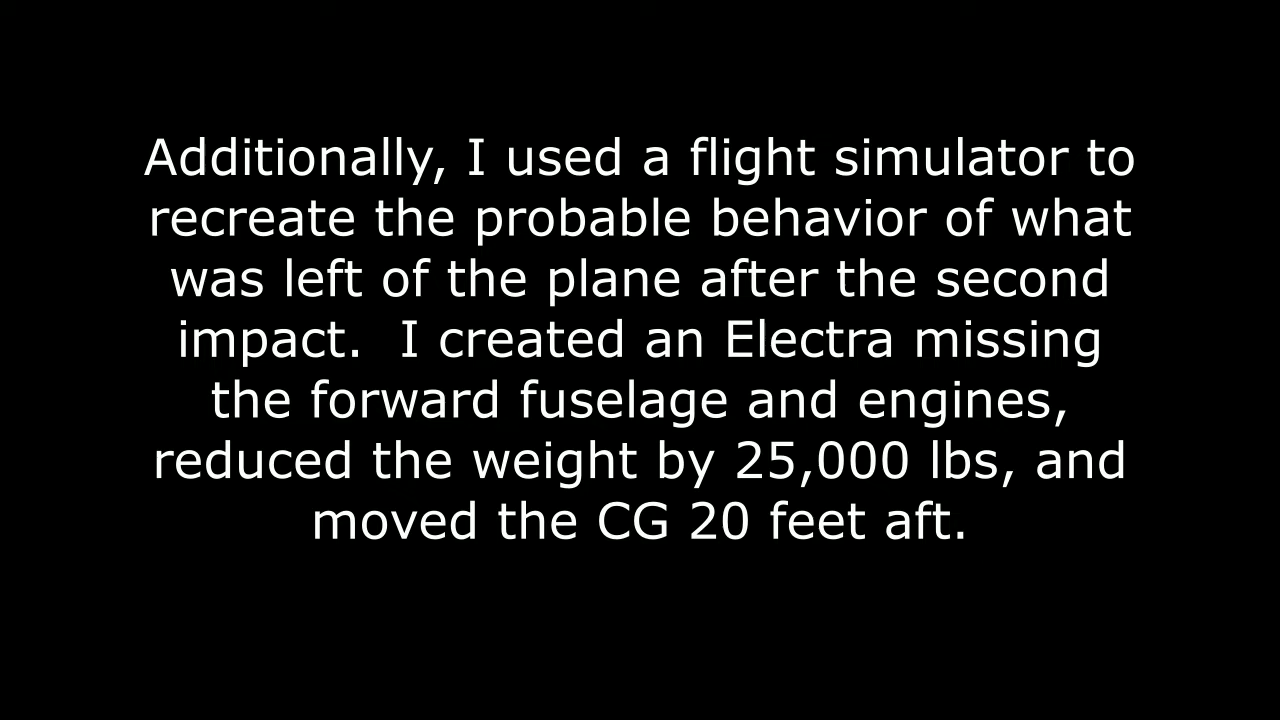 Additionally, I used a flight simulator to
recreate the probable behavior of what
was left of the plane after the second
impact.  I created an Electra missing
the forward fuselage and engines,
reduced the weight by 25,000 lbs, and
moved the CG 20 feet aft.